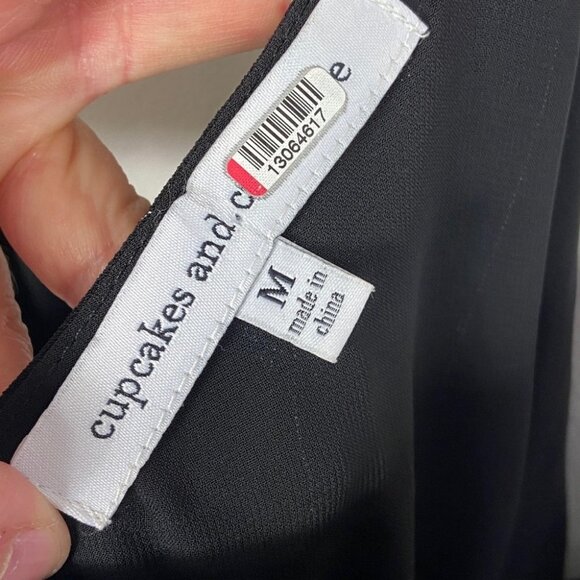 cupcakes and c e
13064617
M
made in
china